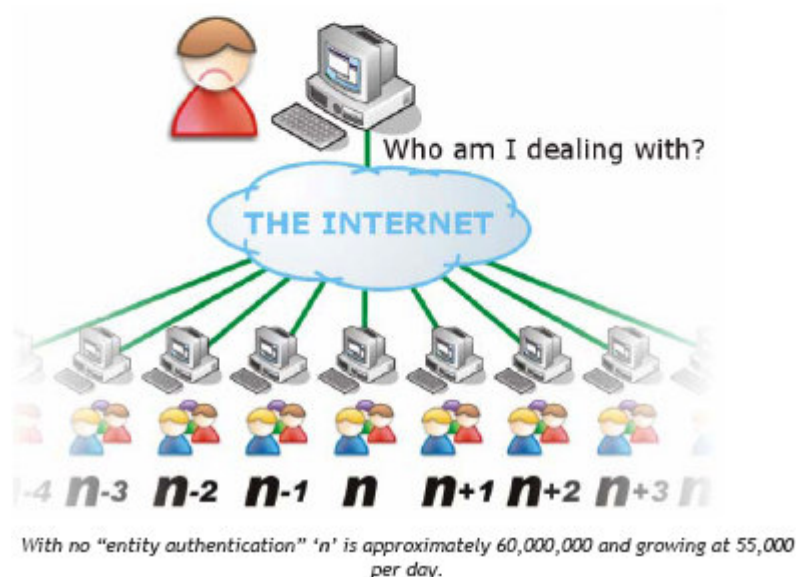 Who am I dealing with?
THE INTERNET
-4 n-3 n-2 n-1 n n+1 n+2 n+3 n
With no “entity authentication” ‘n’ is approximately 60,000,000 and growing at 55,000
per day.